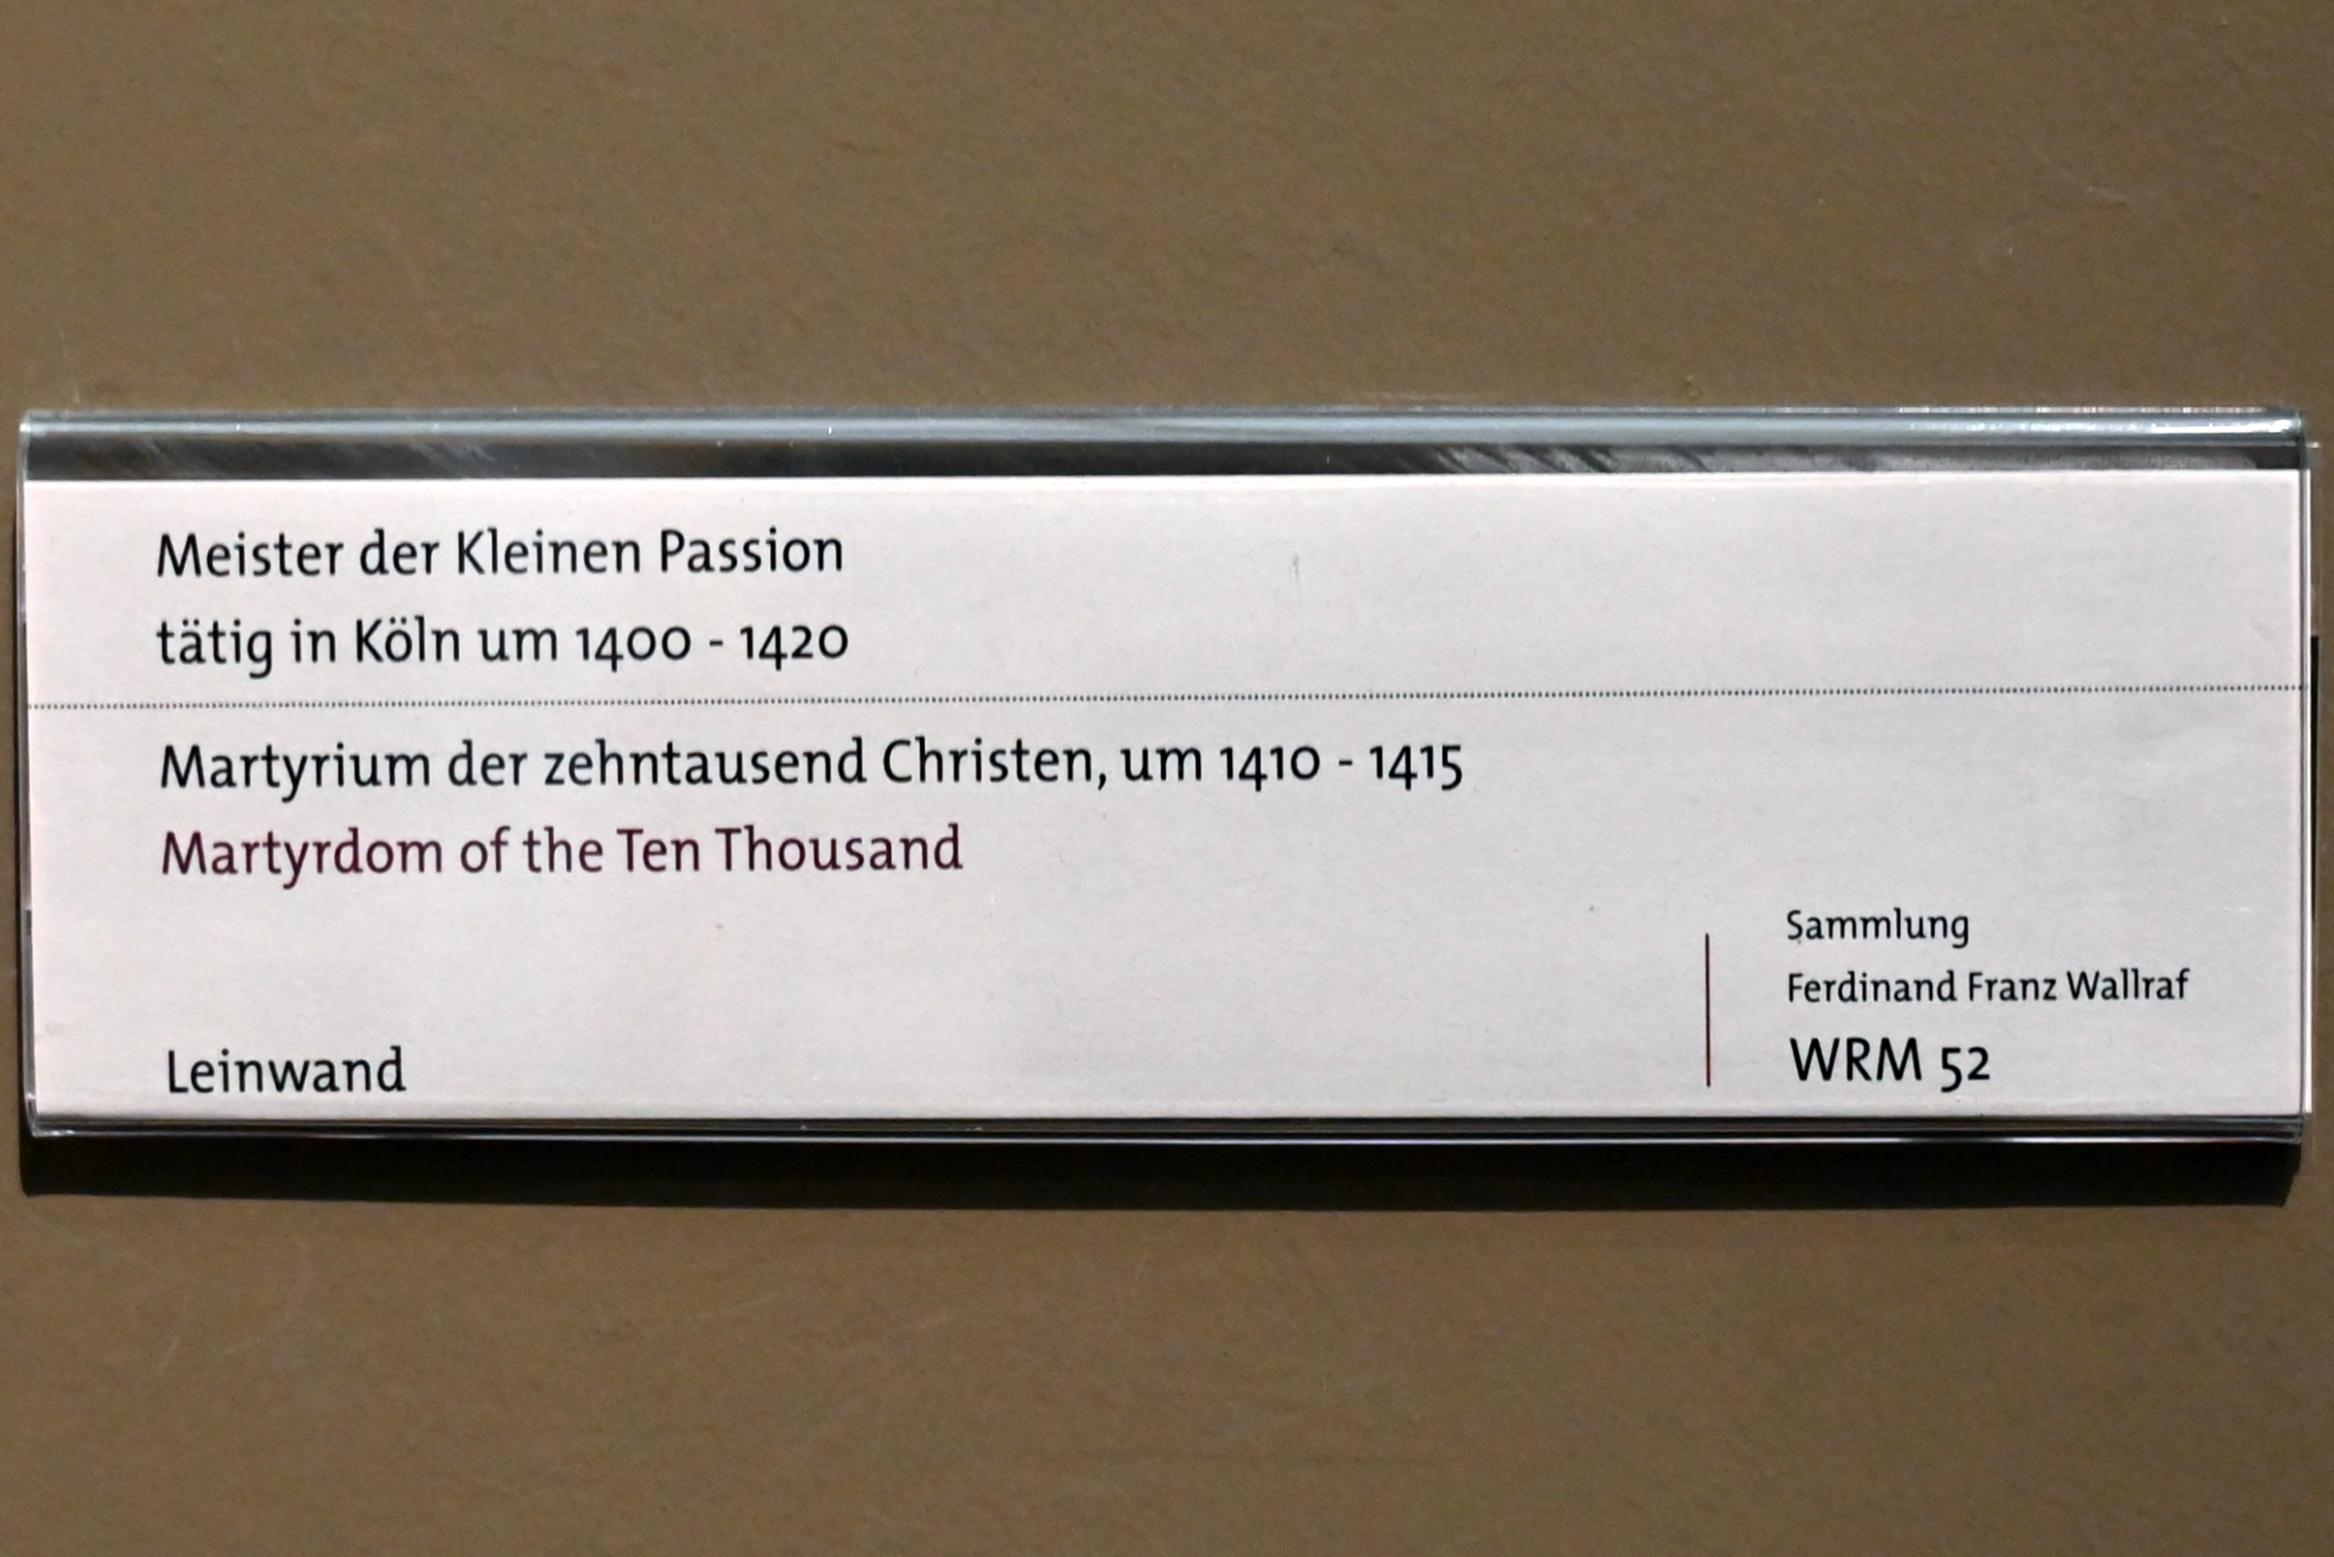 Meister der Kleinen Passion
tätig in Köln um 1400 - 1420
Martyrium der zehntausend Christen, um 1410 - 1415
Martyrdom of the Ten Thousand
Leinwand
Sammlung
Ferdinand Franz Wallraf
WRM 52